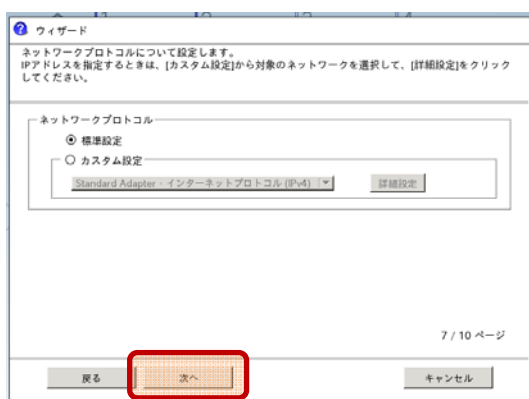 ウィザード
ネットワークプロトコルについて設定します。
IPアドレスを指定するときは、[カスタム設定]から対象のネットワークを選択して、[詳細設定]をクリック
してください。
ネットワークプロトコル
標準設定
カスタム設定
Standard Adapter - インターネットプロトコル (IPv4)
詳細設定
7 / 10 ページ
戻る
次へ
キャンセル